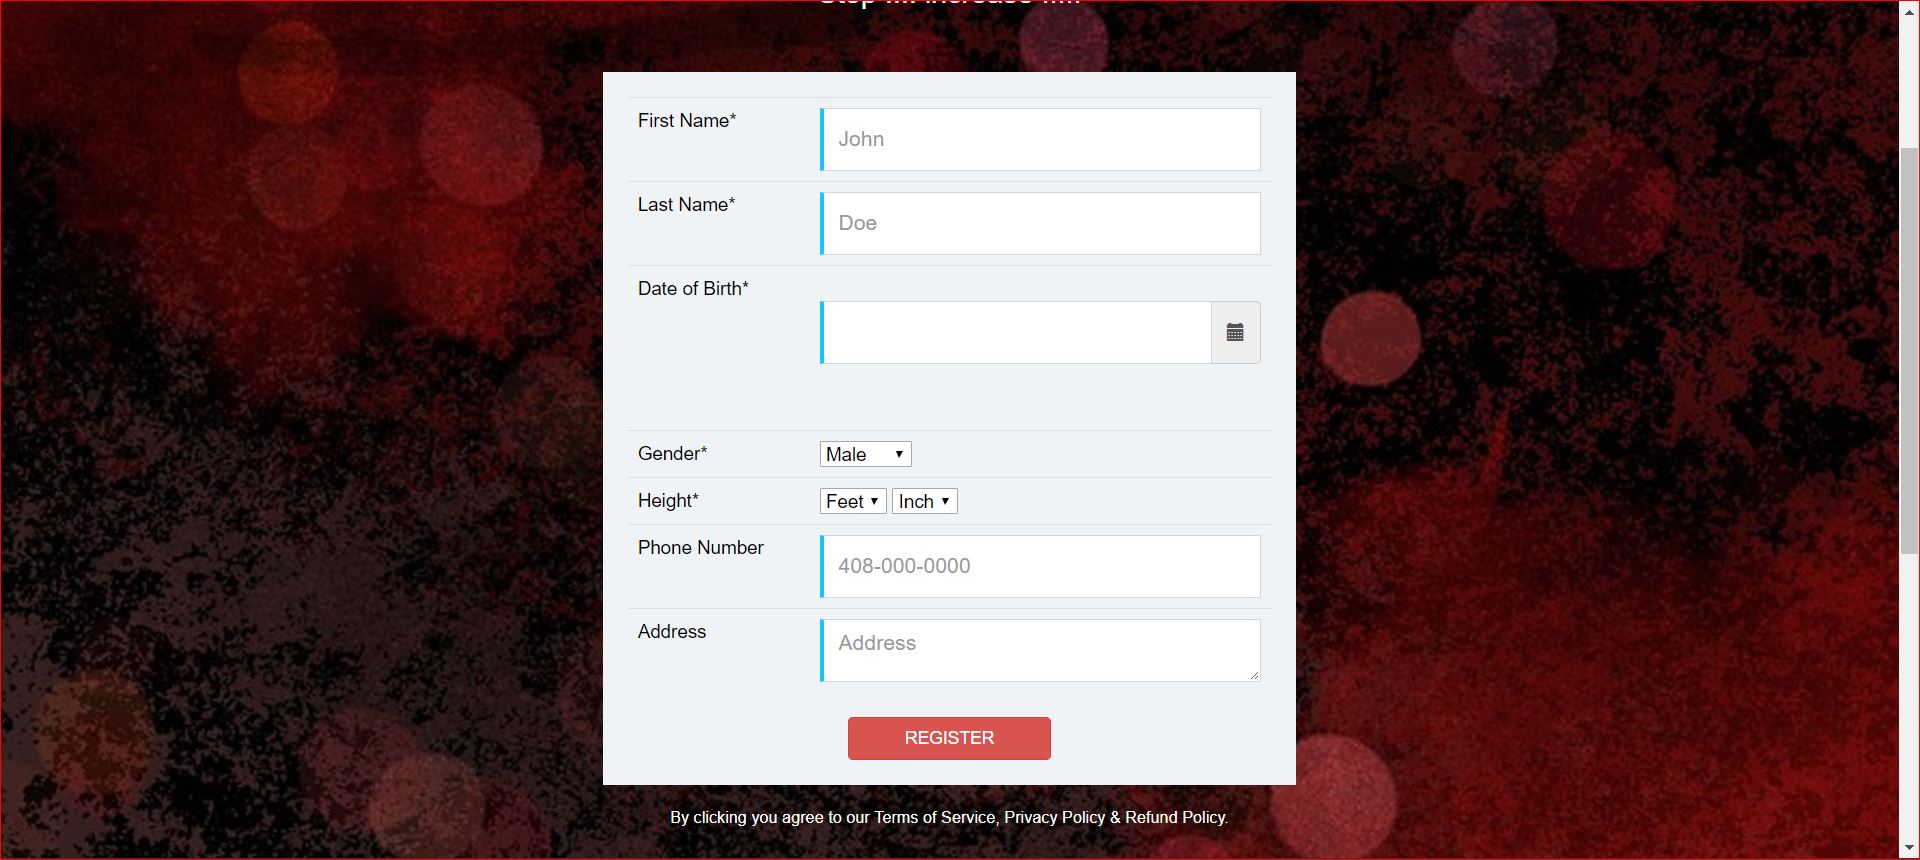 First Name*
John
Last Name*
Doe
Date of Birth*
Gender*
Male
Height*
Feet Inch
Phone Number
408-000-0000
Address
Address
REGISTER
By clicking you agree to our Terms of Service, Privacy Policy & Refund Policy.